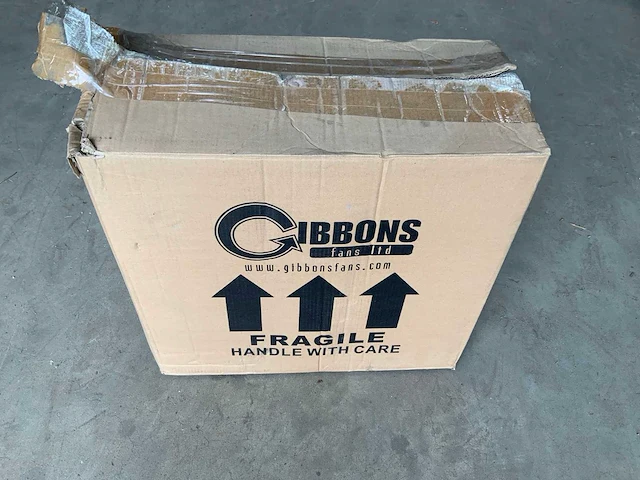 GIBBONS
fans ltd
www.gibbonsfans.com
FRAGILE
HANDLE WITH CARE